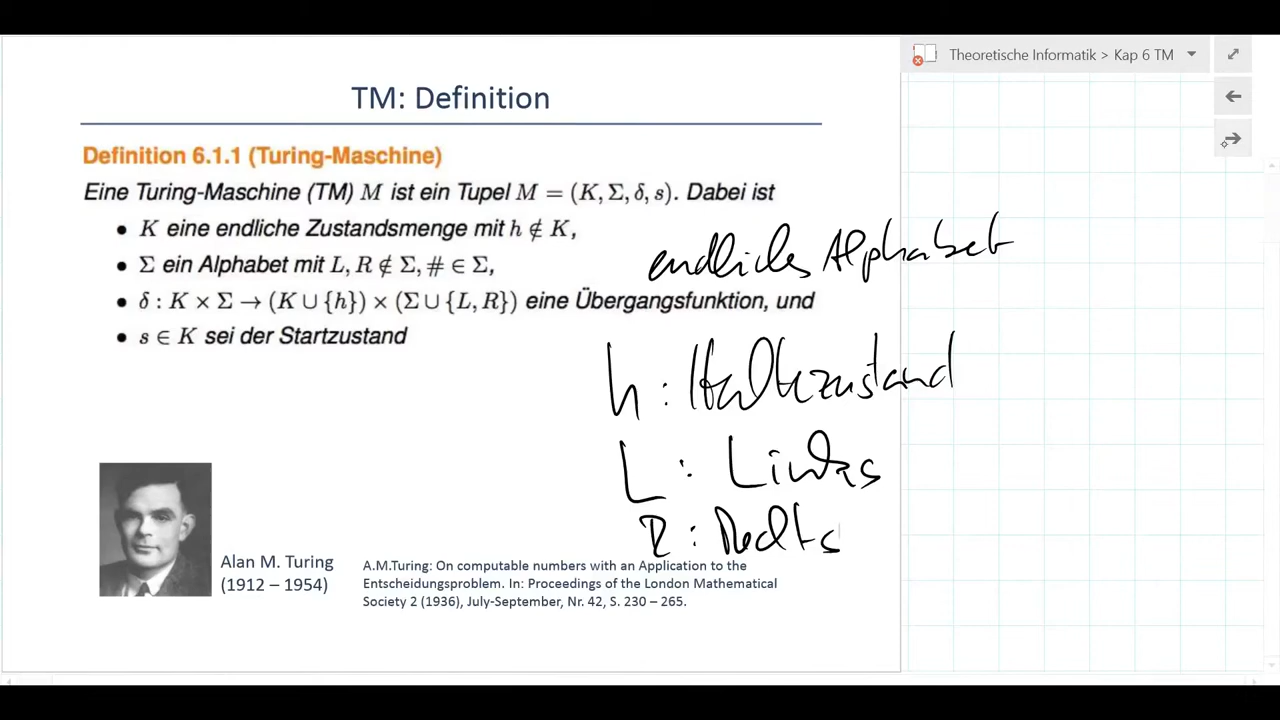 Theoretische Informatik > Kap 6 TM
TM: Definition
Definition 6.1.1 (Turing-Maschine)
Eine Turing-Maschine (TM) M ist ein Tupel M = (K, Σ, δ, s). Dabei ist
• K eine endliche Zustandsmenge mit h ∉ K,
endliches Alphabet
• Σ ein Alphabet mit L, R ∉ Σ, # ∈ Σ,
• δ : K × Σ → (K ∪ {h}) × (Σ ∪ {L, R}) eine Übergangsfunktion, und
• s ∈ K sei der Startzustand
h : Haltezustand
L : Links
R : Rechts
Alan M. Turing
(1912 – 1954)
A.M.Turing: On computable numbers with an Application to the
Entscheidungsproblem. In: Proceedings of the London Mathematical
Society 2 (1936), July-September, Nr. 42, S. 230 – 265.